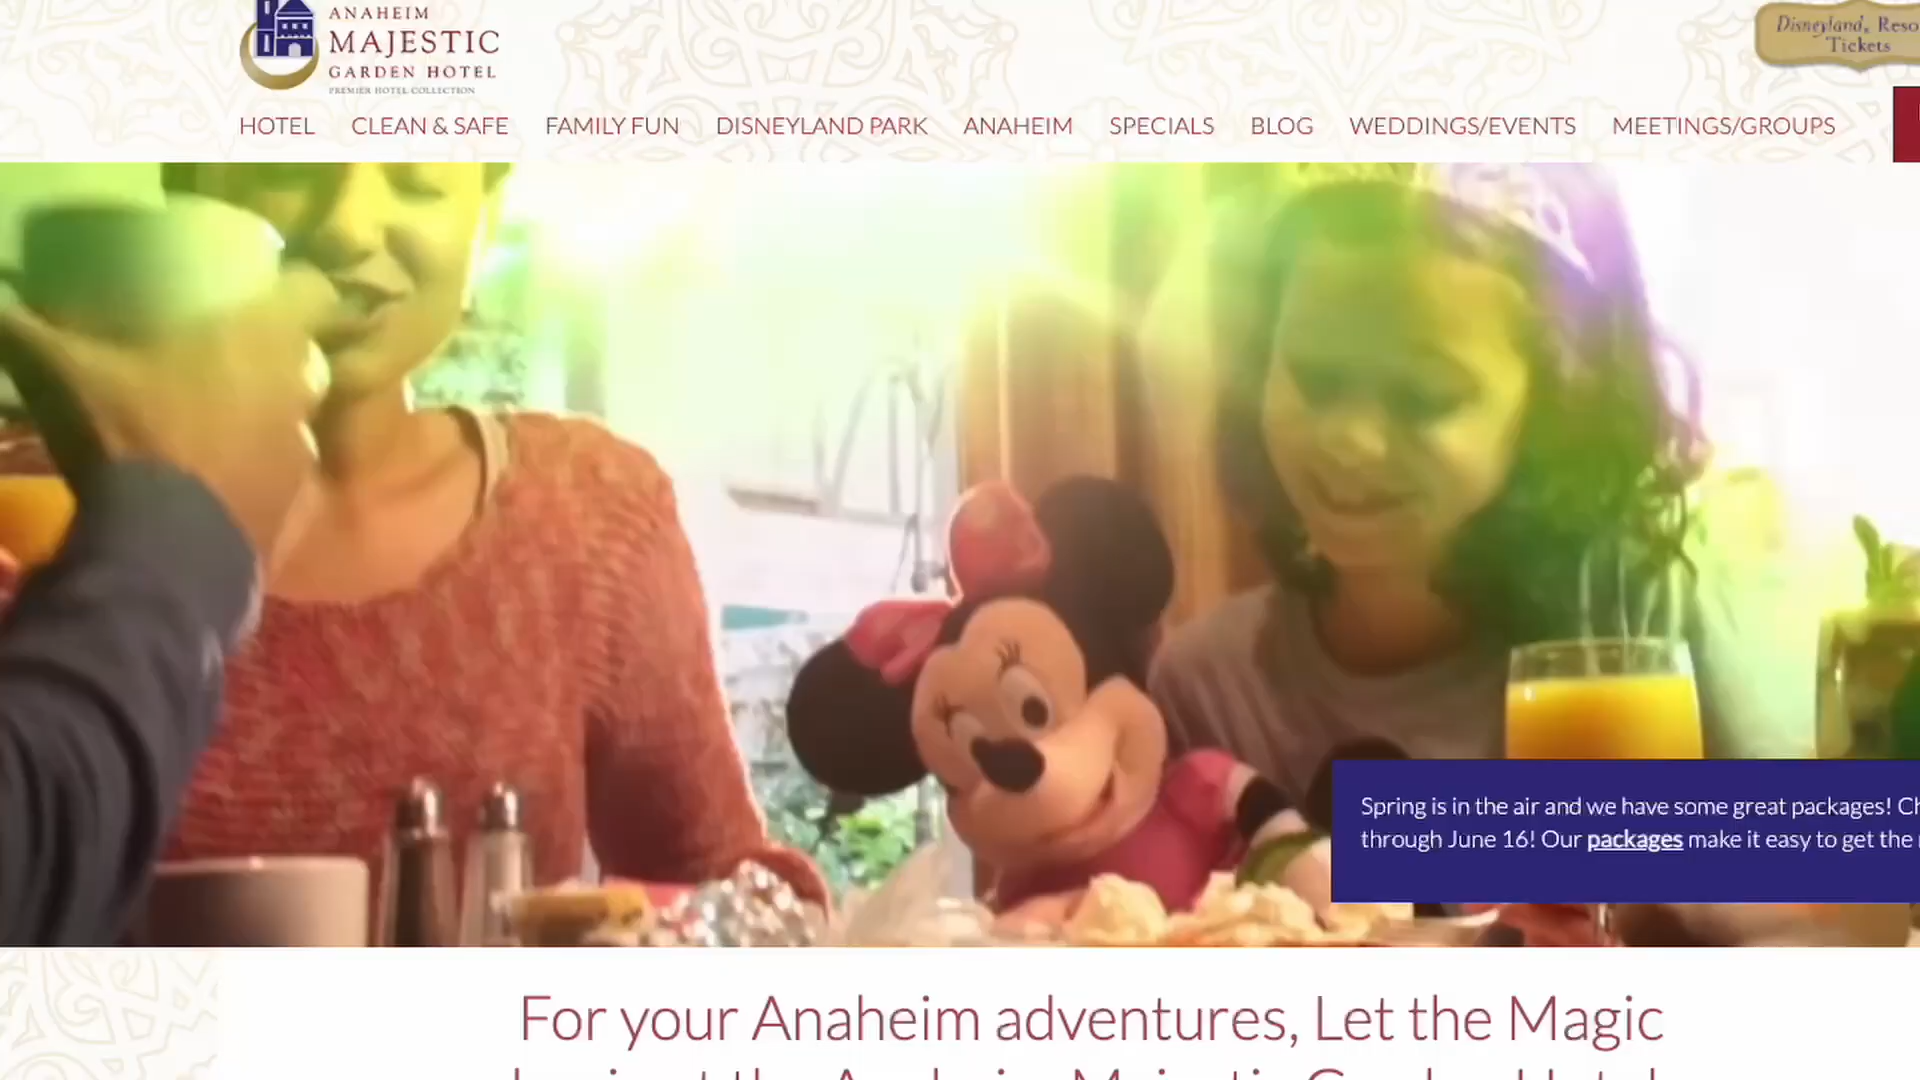 ANAHEIM
MAJESTIC
GARDEN HOTEL
PREMIER HOTEL COLLECTION
Disneyland® Reso
Tickets
HOTEL CLEAN & SAFE FAMILY FUN DISNEYLAND PARK ANAHEIM SPECIALS BLOG WEDDINGS/EVENTS MEETINGS/GROUPS
Spring is in the air and we have some great packages! Ch
through June 16! Our packages make it easy to get the
For your Anaheim adventures, Let the Magic